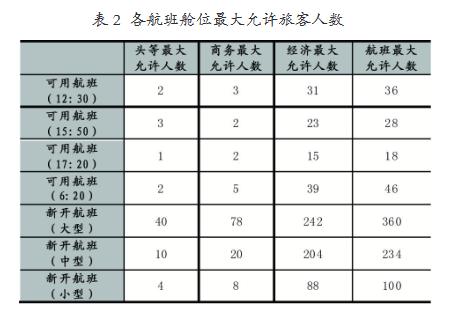 表 2 各航班舱位最大允许旅客人数
头等最大允许人数 商务最大允许人数 经济最大允许人数 航班最大允许人数
可用航班(12:30) 2 3 31 36
可用航班(15:50) 3 2 23 28
可用航班(17:20) 1 2 15 18
可用航班(6:20) 2 5 39 46
新开航班(大型) 40 78 242 360
新开航班(中型) 10 20 204 234
新开航班(小型) 4 8 88 100